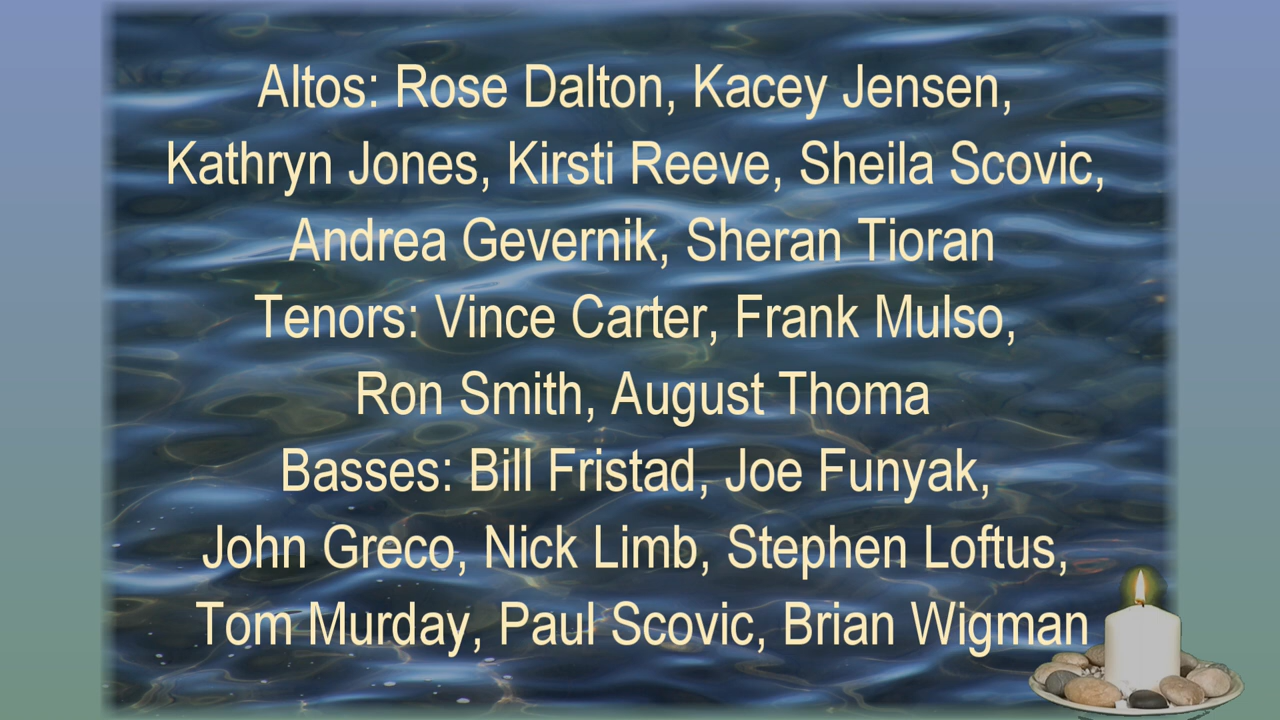 Altos: Rose Dalton, Kacey Jensen,
Kathryn Jones, Kirsti Reeve, Sheila Scovic,
Andrea Gevernik, Sheran Tioran
Tenors: Vince Carter, Frank Mulso,
Ron Smith, August Thoma
Basses: Bill Fristad, Joe Funyak,
John Greco, Nick Limb, Stephen Loftus,
Tom Murday, Paul Scovic, Brian Wigman